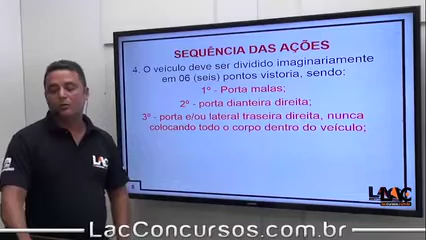 SEQUÊNCIA DAS AÇÕES
4. O veículo deve ser dividido imaginariamente
em 06 (seis) pontos vistoria, sendo:
1º - Porta malas;
2º - porta dianteira direita;
3º - porta e/ou lateral traseira direita, nunca
colocando todo o corpo dentro do veículo;
6
LAC
LAC
LacConcursos.com.br